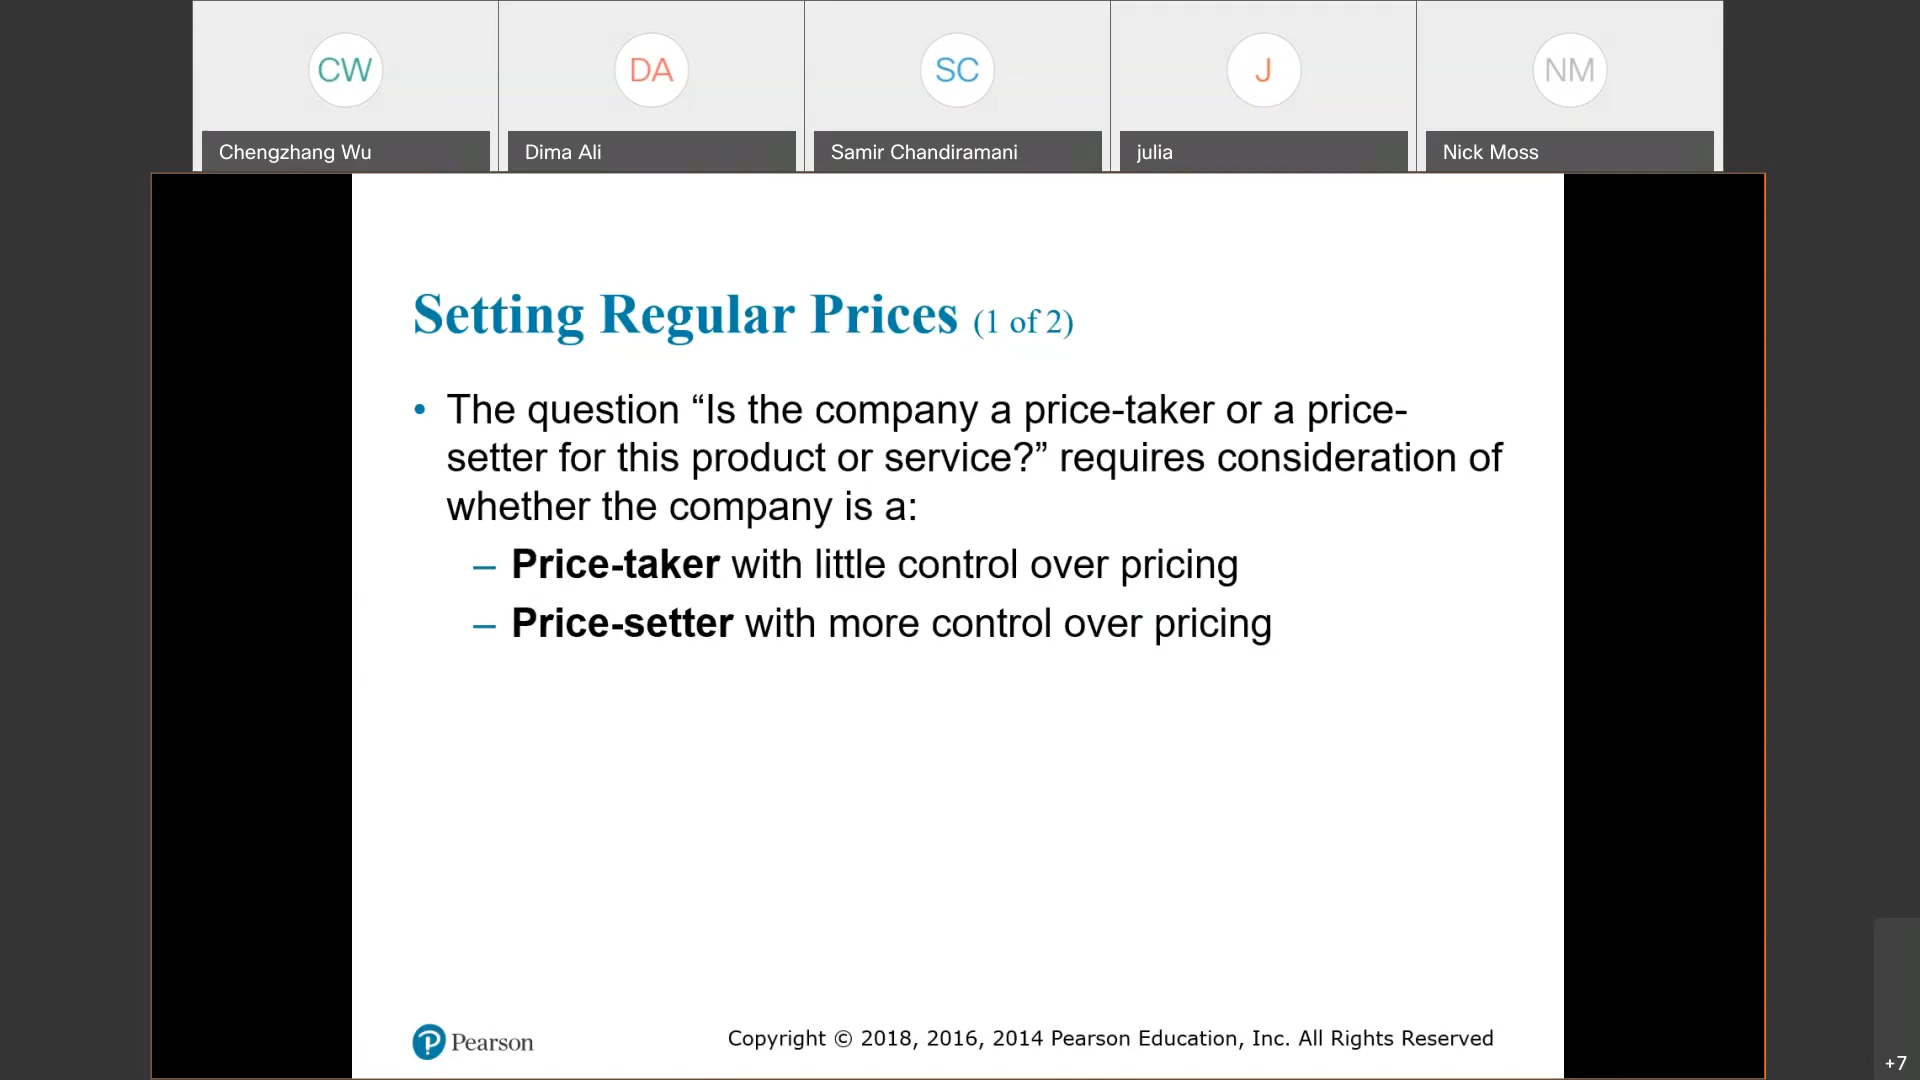 CW
DA
SC
J
NM
Chengzhang Wu
Dima Ali
Samir Chandiramani
julia
Nick Moss
Setting Regular Prices (1 of 2)
• The question “Is the company a price-taker or a price-
setter for this product or service?” requires consideration of
whether the company is a:
– Price-taker with little control over pricing
– Price-setter with more control over pricing
Pearson
Copyright © 2018, 2016, 2014 Pearson Education, Inc. All Rights Reserved
+7